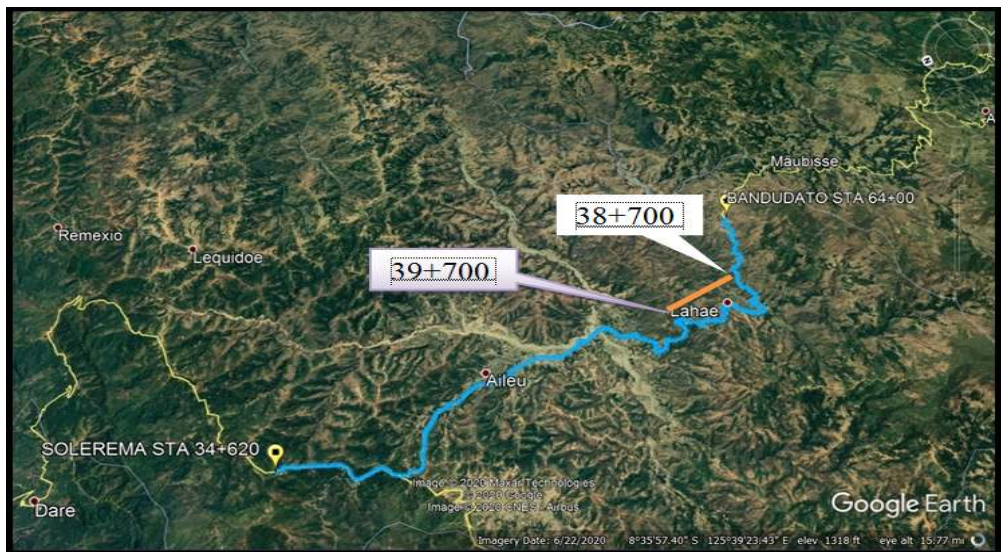 Maubisse
A
BANDUDATO STA 64+00
38+700
Remexio
Lequidoe
39+700
Lahae
Aileu
SOLEREMA STA 34+620
Image © 2020 Maxar Technologies
© 2020 Google
Image © 2020 CNES / Airbus
Dare
Google Earth
Imagery Date: 6/22/2020 8°35'57.40" S 125°39'23.43" E elev 1318 ft eye alt 15.77 mi